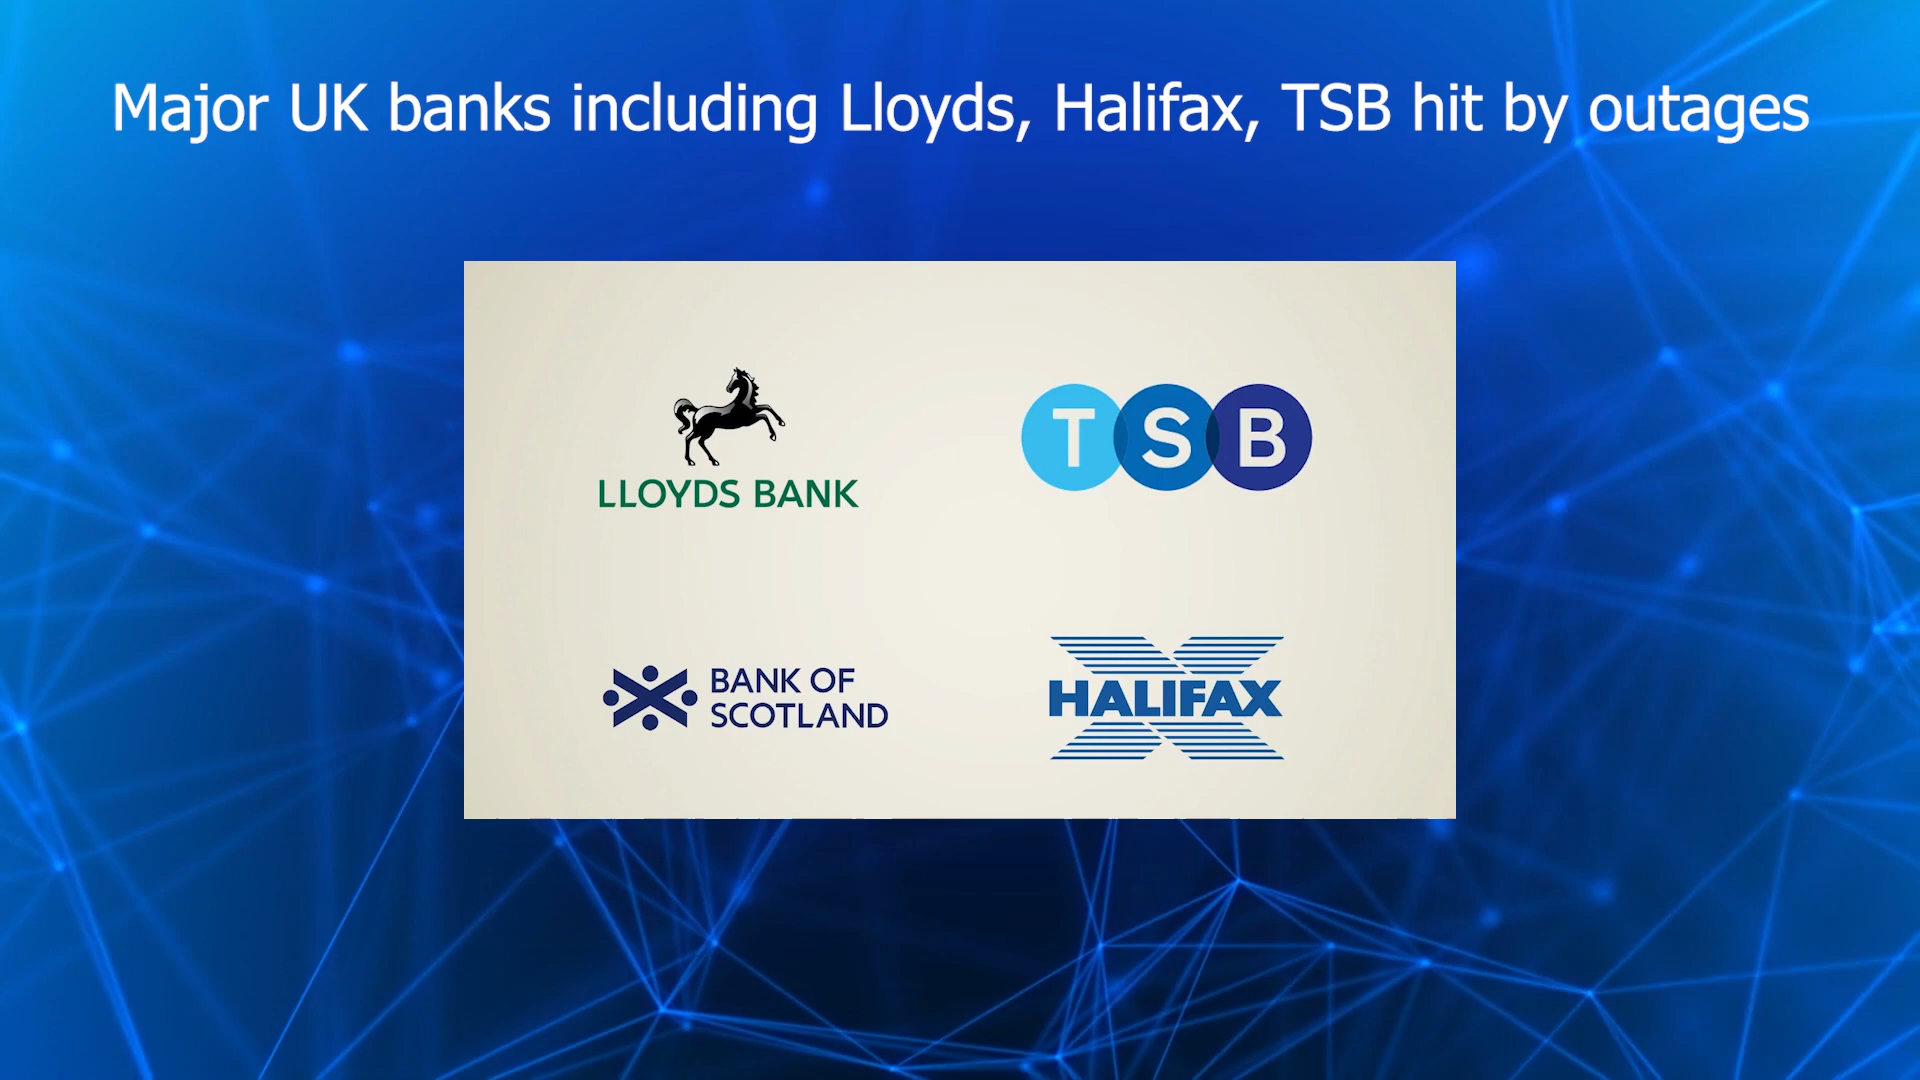 Major UK banks including Lloyds, Halifax, TSB hit by outages
LLOYDS BANK
TSB
BANK OF
SCOTLAND
HALIFAX